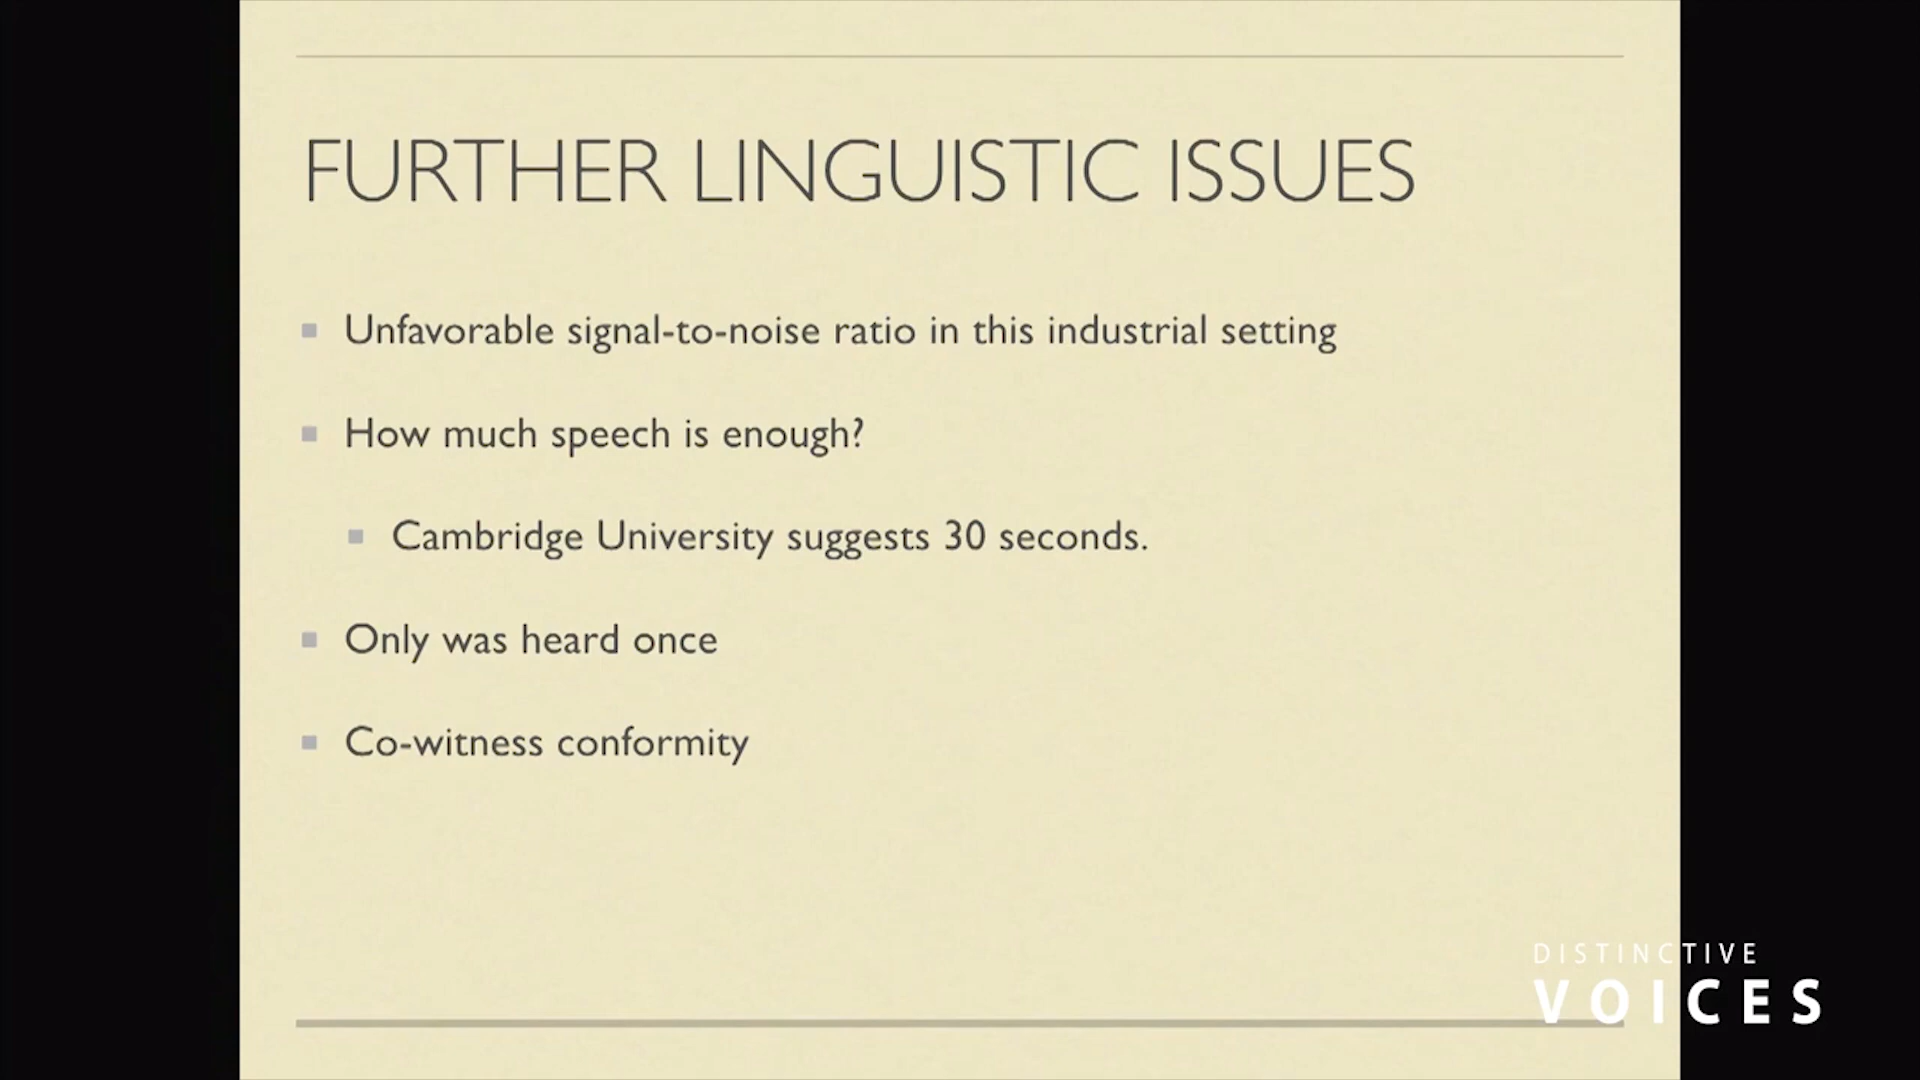 FURTHER LINGUISTIC ISSUES
Unfavorable signal-to-noise ratio in this industrial setting
How much speech is enough?
Cambridge University suggests 30 seconds.
Only was heard once
Co-witness conformity
DISTINCTIVE
VOICES